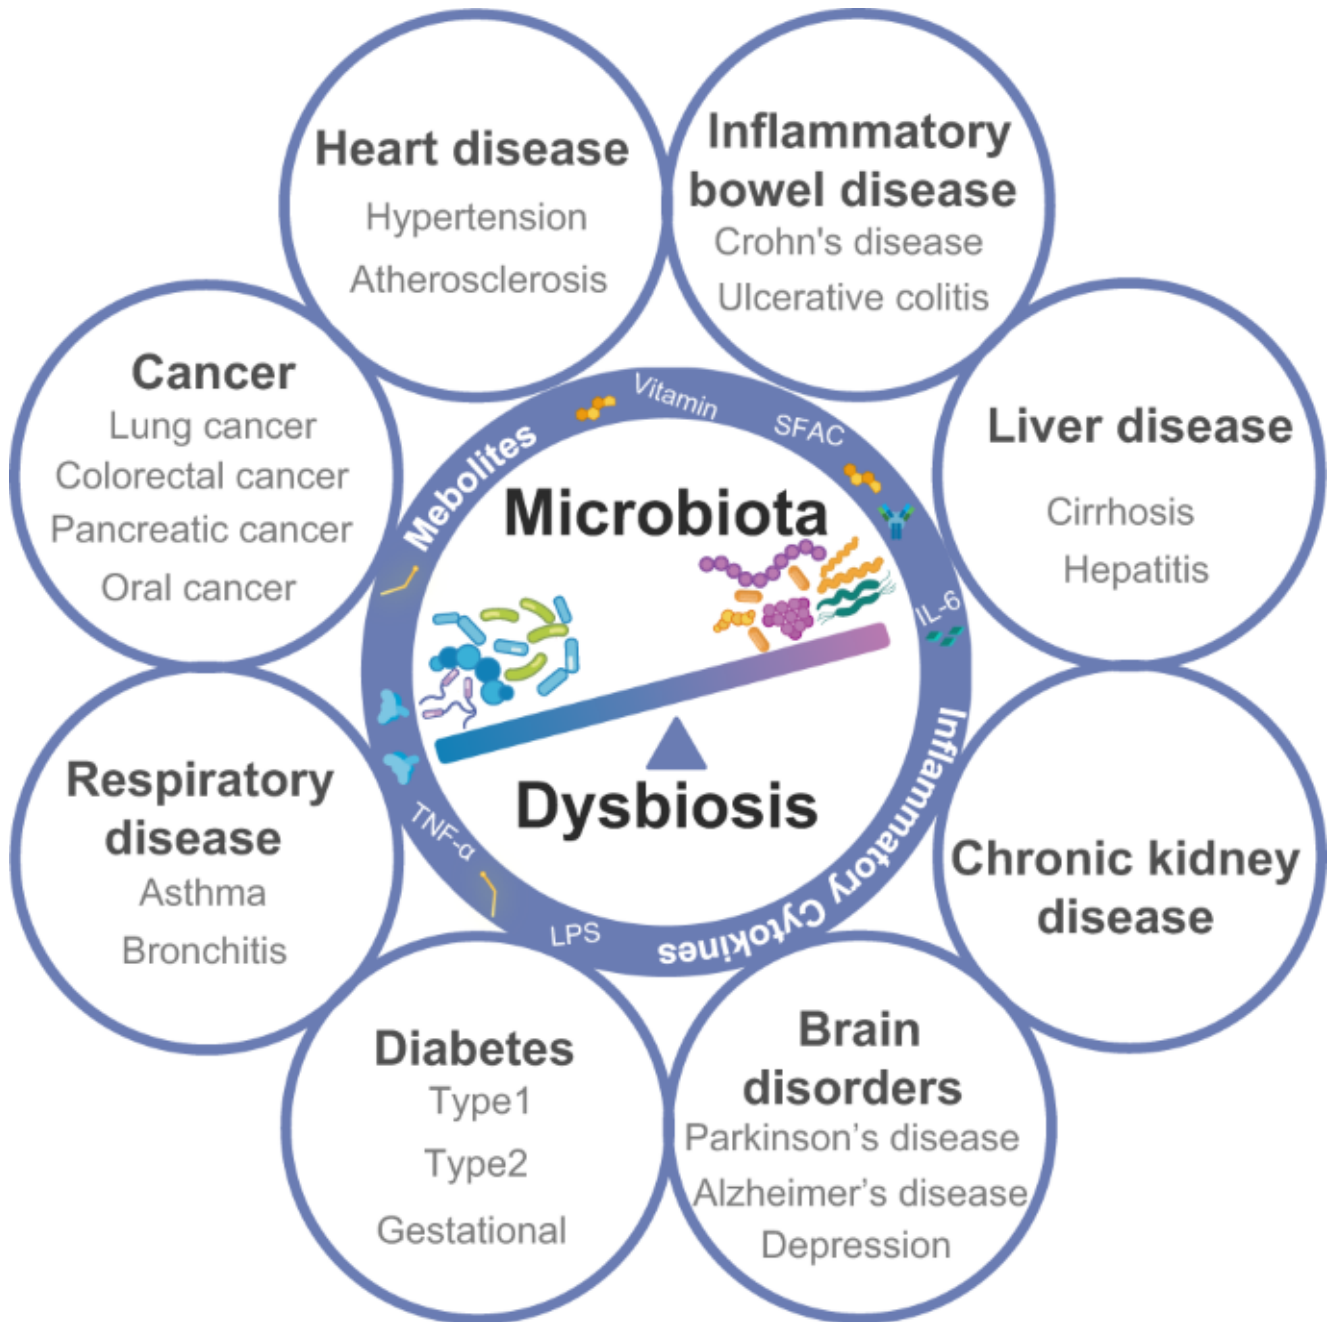 Heart disease
Hypertension
Atherosclerosis
Inflammatory
bowel disease
Crohn's disease
Ulcerative colitis
Liver disease
Cirrhosis
Hepatitis
Chronic kidney
disease
Brain
disorders
Parkinson’s disease
Alzheimer’s disease
Depression
Diabetes
Type1
Type2
Gestational
Respiratory
disease
Asthma
Bronchitis
Cancer
Lung cancer
Colorectal cancer
Pancreatic cancer
Oral cancer
Mebolites
Vitamin
SFAC
IL-6
Inflammatory Cytokines
LPS
TNF-α
Microbiota
Dysbiosis